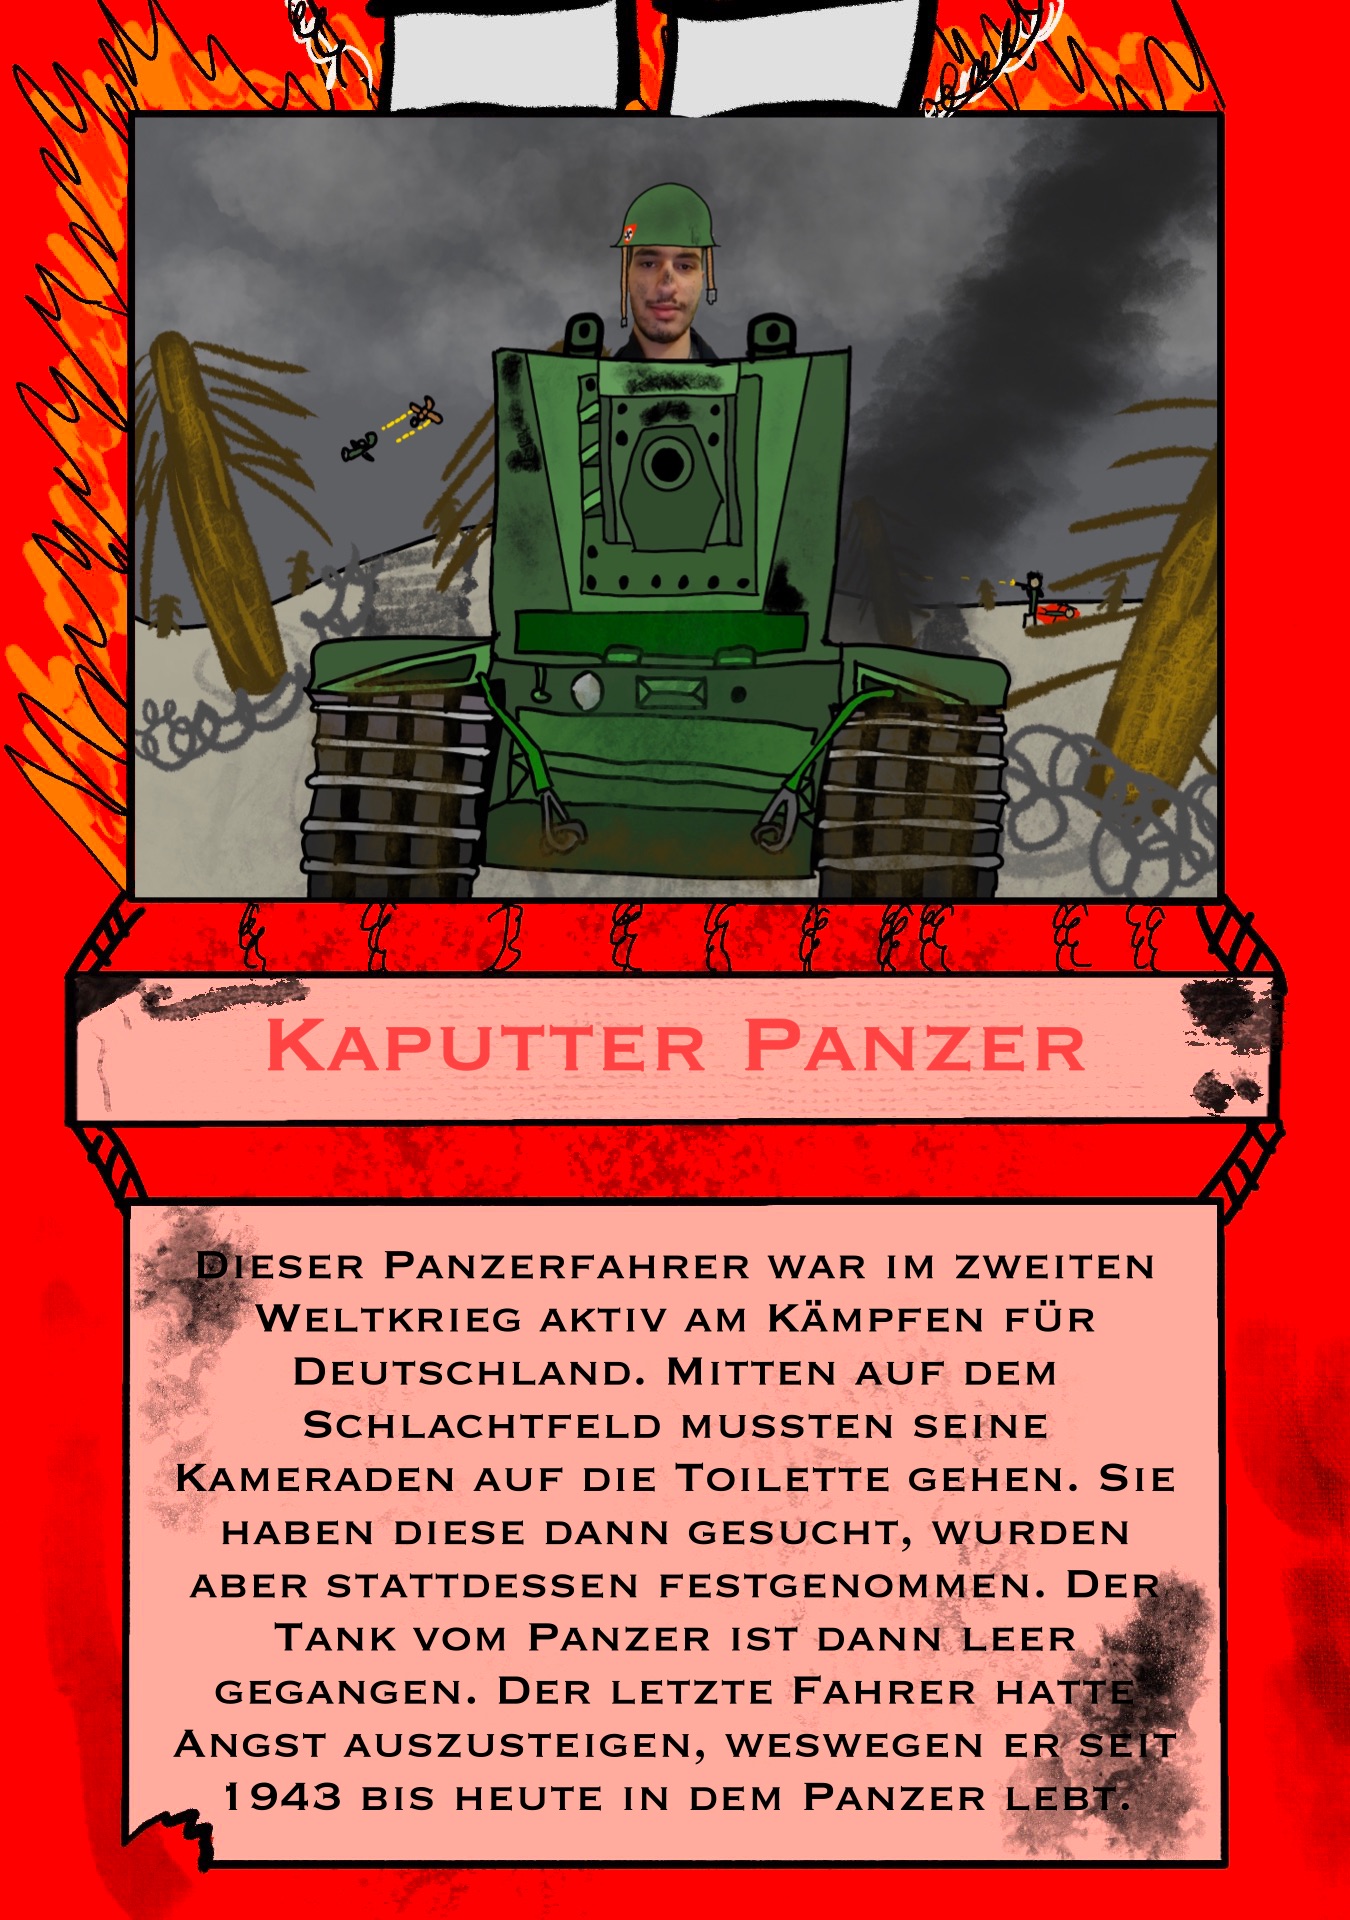 Kaputter Panzer
Dieser Panzerfahrer war im zweiten
Weltkrieg aktiv am Kämpfen für
Deutschland. Mitten auf dem
Schlachtfeld mussten seine
Kameraden auf die Toilette gehen. Sie
haben diese dann gesucht, wurden
aber stattdessen festgenommen. Der
Tank vom Panzer ist dann leer
gegangen. Der letzte Fahrer hatte
Angst auszusteigen, weswegen er seit
1943 bis heute in dem Panzer lebt.